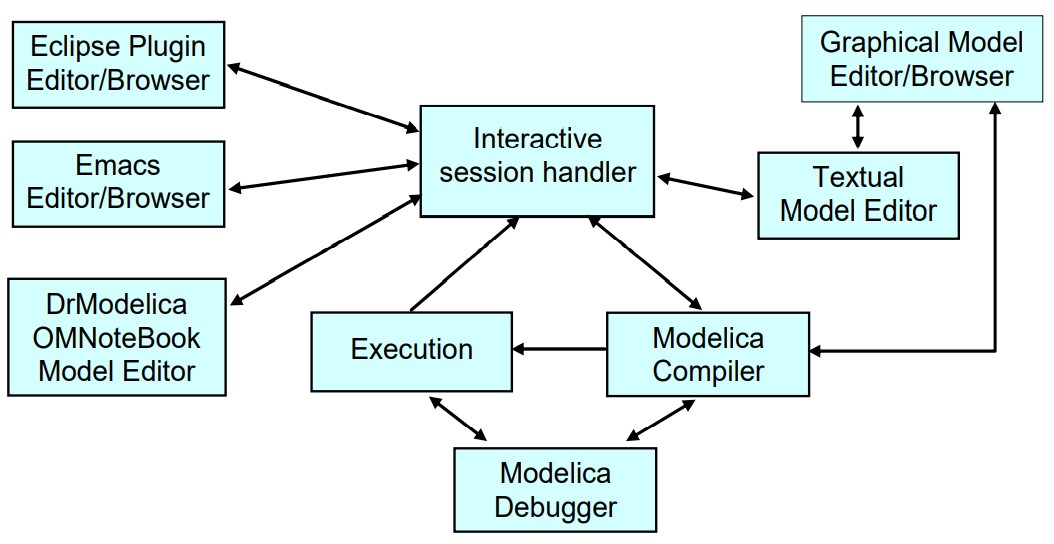 Eclipse Plugin
Editor/Browser
Emacs
Editor/Browser
DrModelica
OMNoteBook
Model Editor
Interactive
session handler
Graphical Model
Editor/Browser
Textual
Model Editor
Execution
Modelica
Compiler
Modelica
Debugger